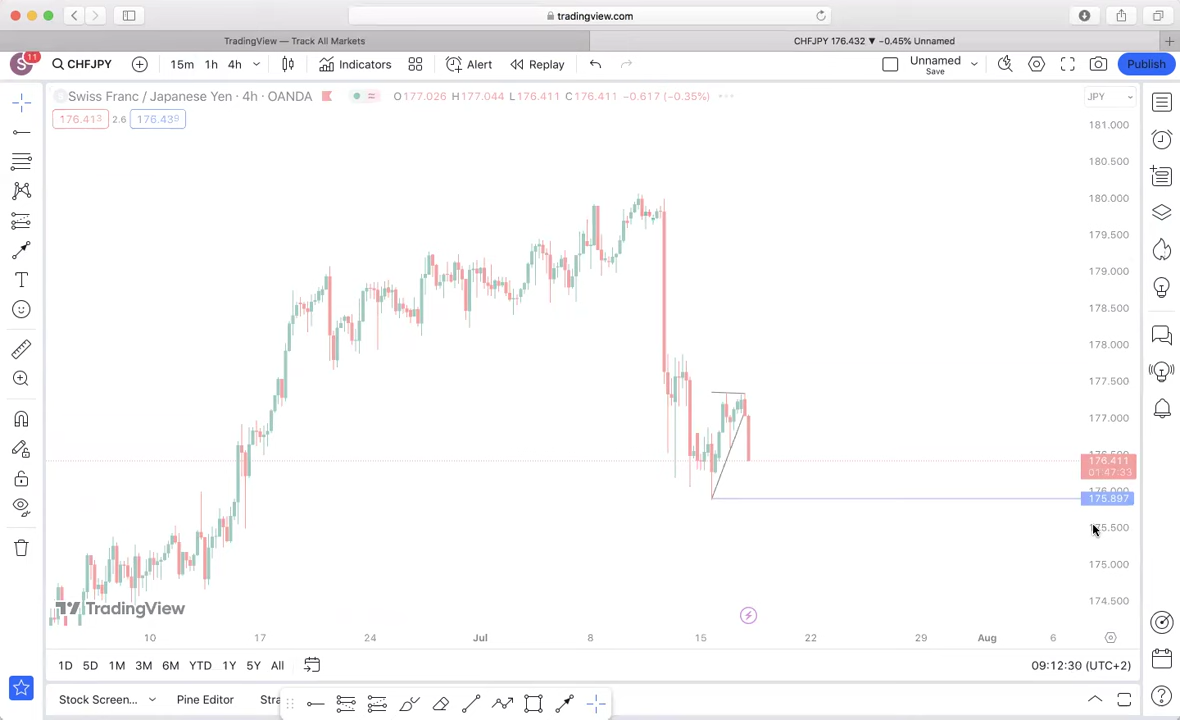 tradingview.com
TradingView — Track All Markets
CHFJPY 176.432 ▼ −0.45% Unnamed
S 11
CHFJPY
15m 1h 4h
Indicators
Alert
Replay
Unnamed
Save
Publish
Swiss Franc / Japanese Yen · 4h · OANDA
O177.026 H177.044 L176.411 C176.411 −0.617 (−0.35%)
JPY
176.413 2.6 176.439
181.000
180.500
180.000
179.500
179.000
178.500
178.000
177.500
177.000
176.411
01:47:33
175.897
175.500
175.000
174.500
TradingView
10 17 24 Jul 8 15 22 29 Aug 6
1D 5D 1M 3M 6M YTD 1Y 5Y All
09:12:30 (UTC+2)
Stock Screen...
Pine Editor
Stra